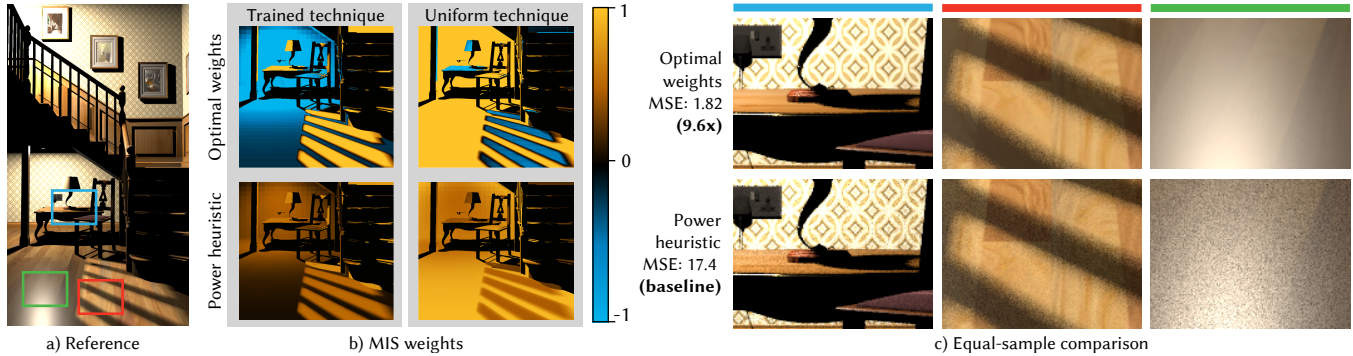 Trained technique
Uniform technique
Optimal weights
Power heuristic
1
0
-1
Optimal
weights
MSE: 1.82
(9.6x)
Power
heuristic
MSE: 17.4
(baseline)
a) Reference
b) MIS weights
c) Equal-sample comparison